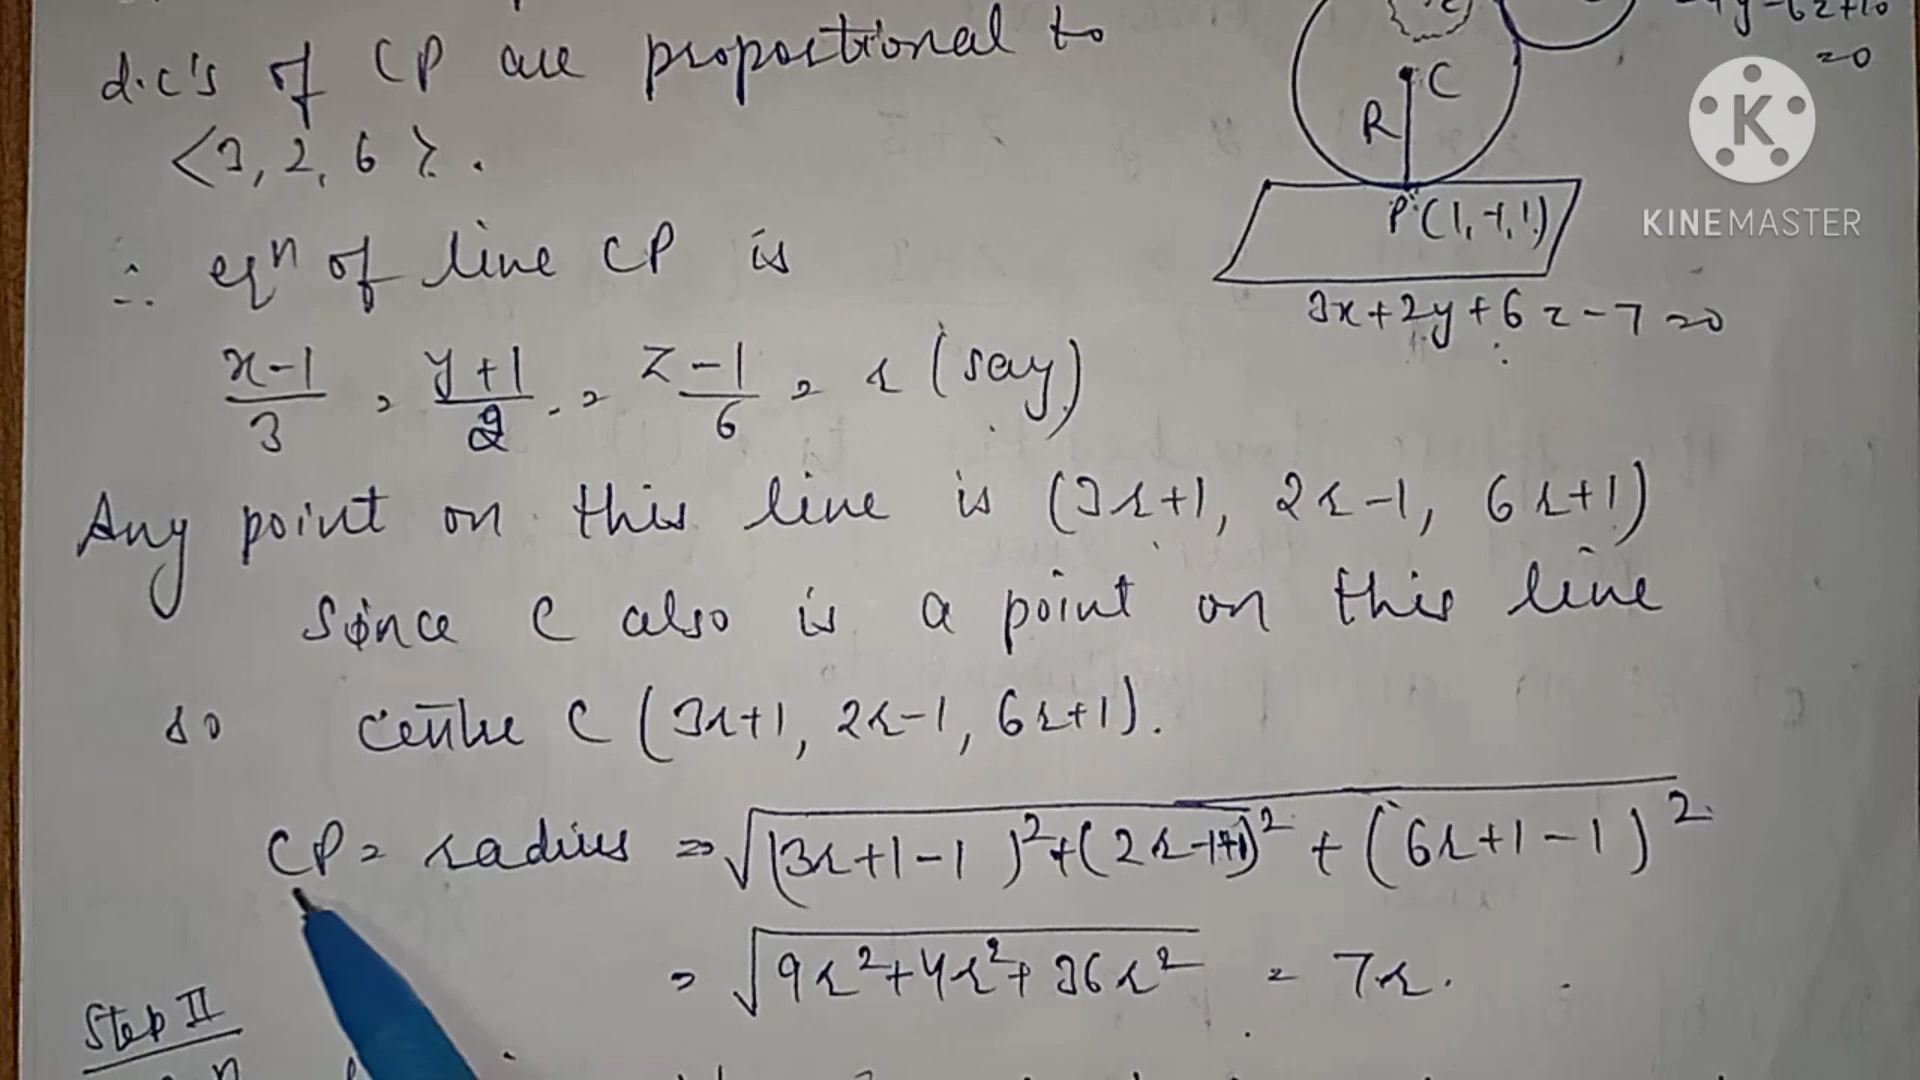 -4y-6z+10
=0
d.c's of CP are proportional to
<3, 2, 6>.
C
R
P(1,-1,1)
3x+2y+6z-7=0
K
KINEMASTER
∴ eqⁿ of line CP is
x-1/3 = y+1/2 = z-1/6 = r (say)
Any point on this line is (3r+1, 2r-1, 6r+1)
Since C also is a point on this line
so centre C (3r+1, 2r-1, 6r+1).
CP = radius = √(3r+1-1)²+(2r-1+1)²+(6r+1-1)²
= √9r²+4r²+36r² = 7r.
Step II